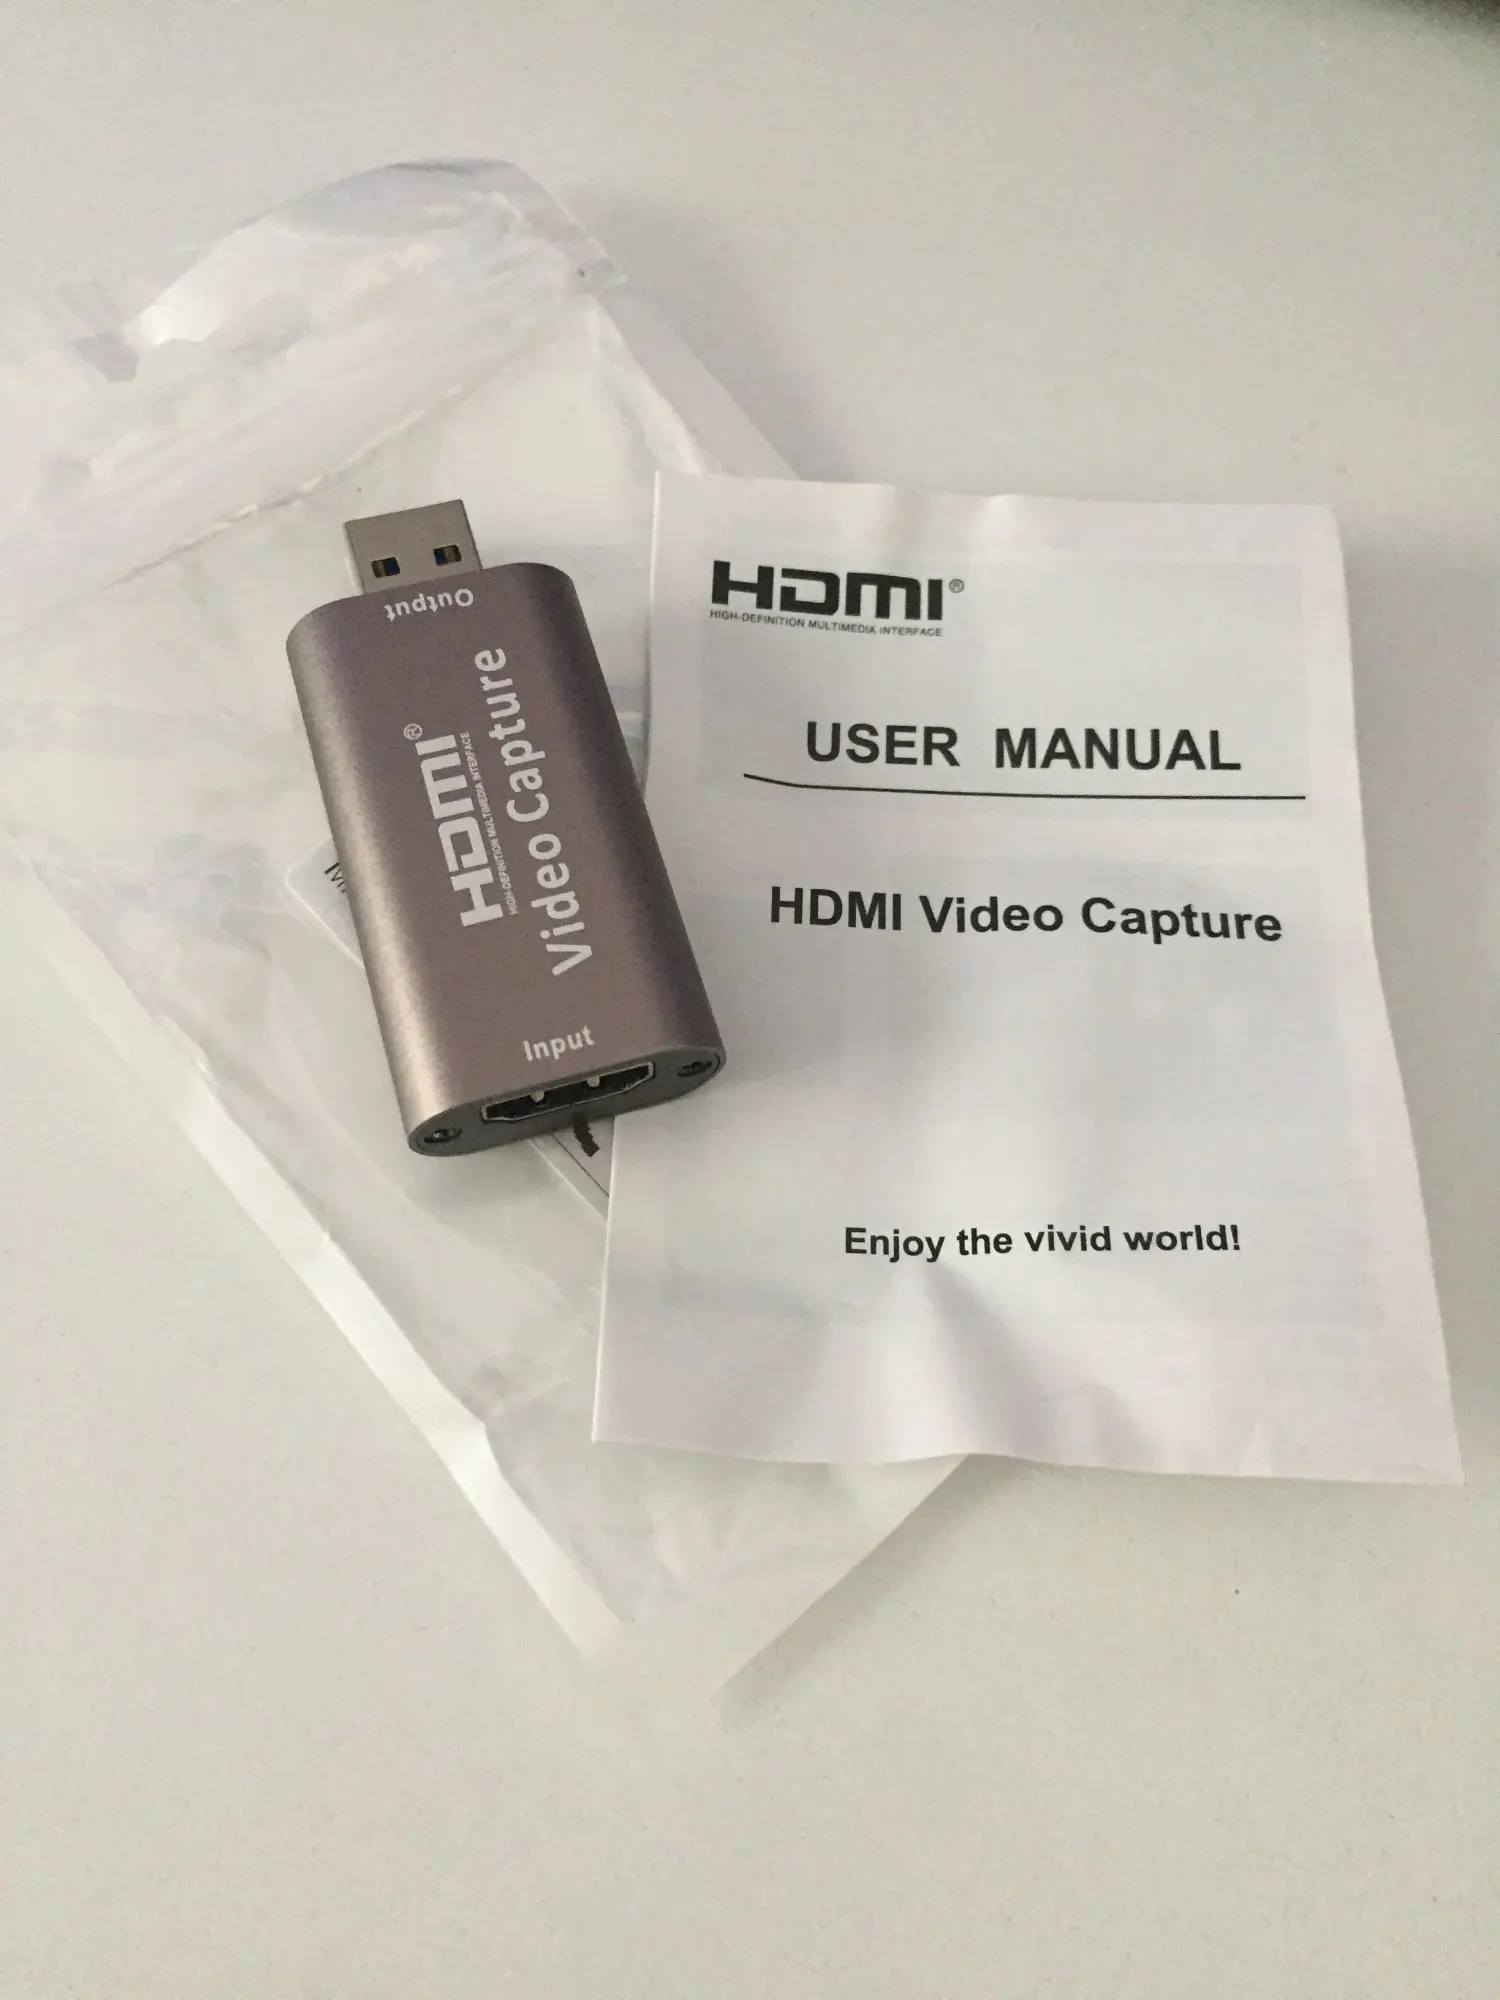 Output
HDMI®
HIGH-DEFINITION MULTIMEDIA INTERFACE
Video Capture
Input
HDMI®
HIGH-DEFINITION MULTIMEDIA INTERFACE
USER MANUAL
HDMI Video Capture
Enjoy the vivid world!